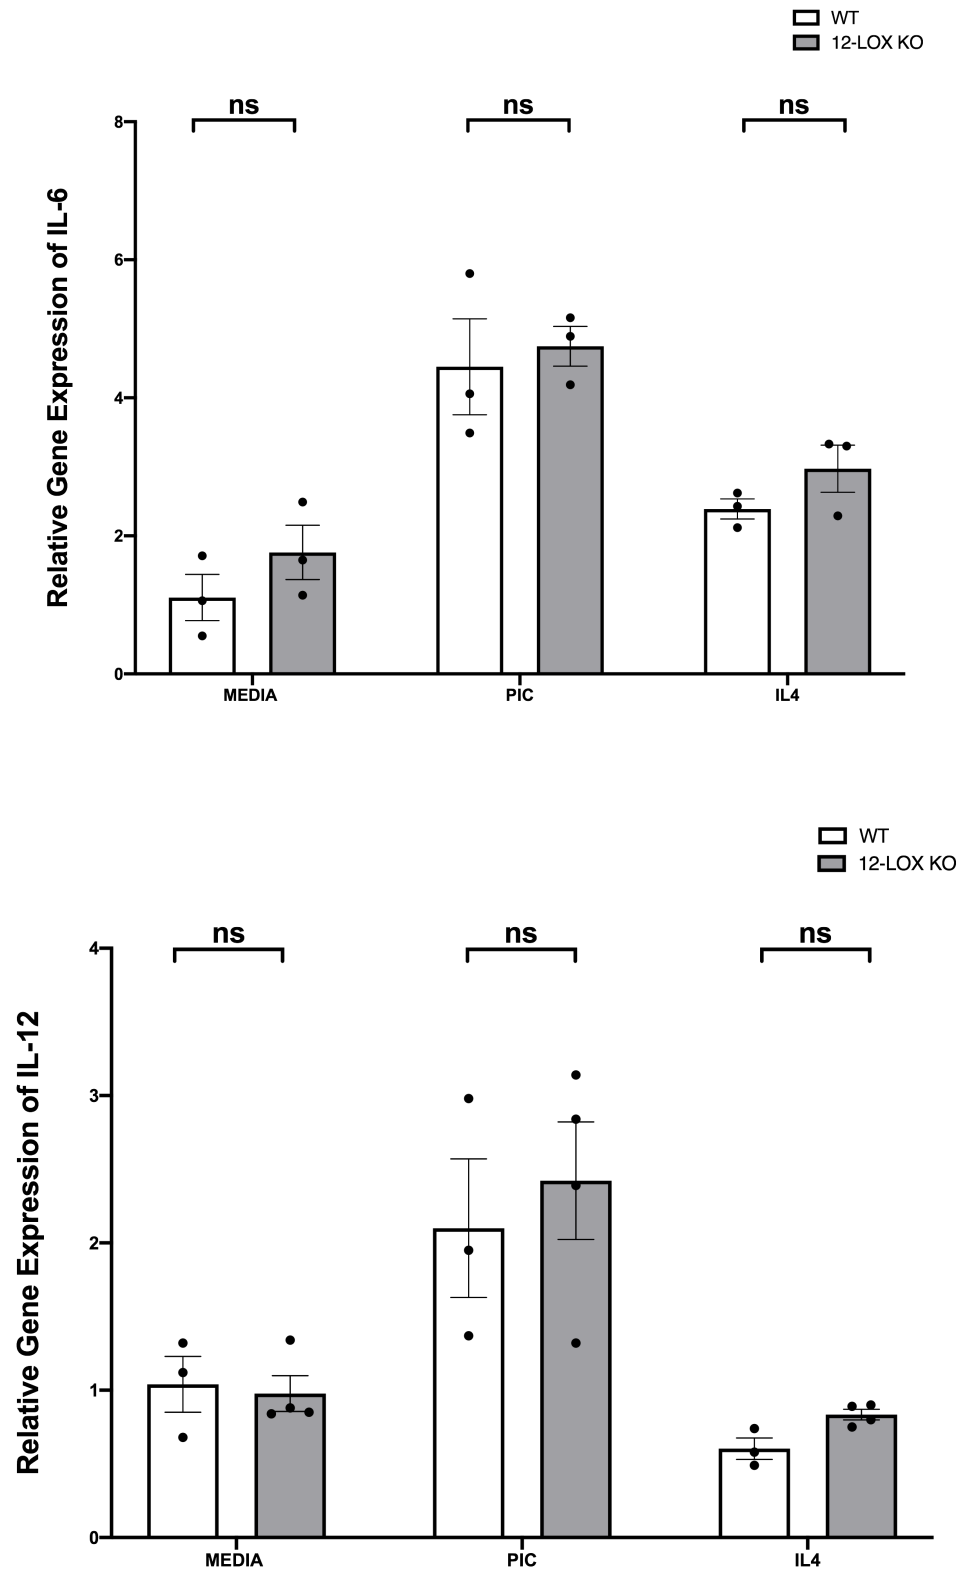 WT
12-LOX KO
ns ns ns
8
6
4
2
0
Relative Gene Expression of IL-6
MEDIA PIC IL4
WT
12-LOX KO
ns ns ns
4
3
2
1
0
Relative Gene Expression of IL-12
MEDIA PIC IL4